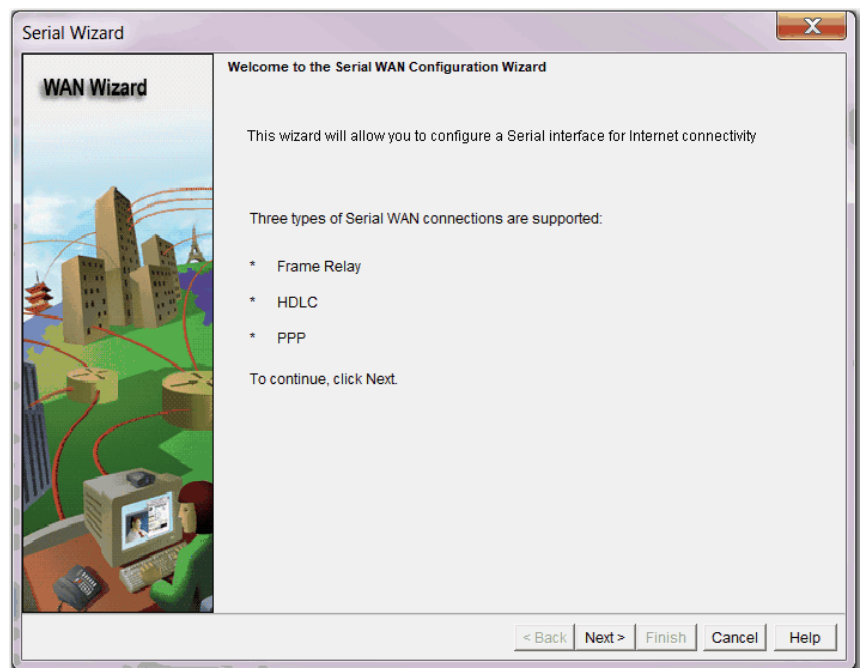 Serial Wizard
WAN Wizard
Welcome to the Serial WAN Configuration Wizard
This wizard will allow you to configure a Serial interface for Internet connectivity
Three types of Serial WAN connections are supported:
* Frame Relay
* HDLC
* PPP
To continue, click Next.
< Back Next > Finish Cancel Help